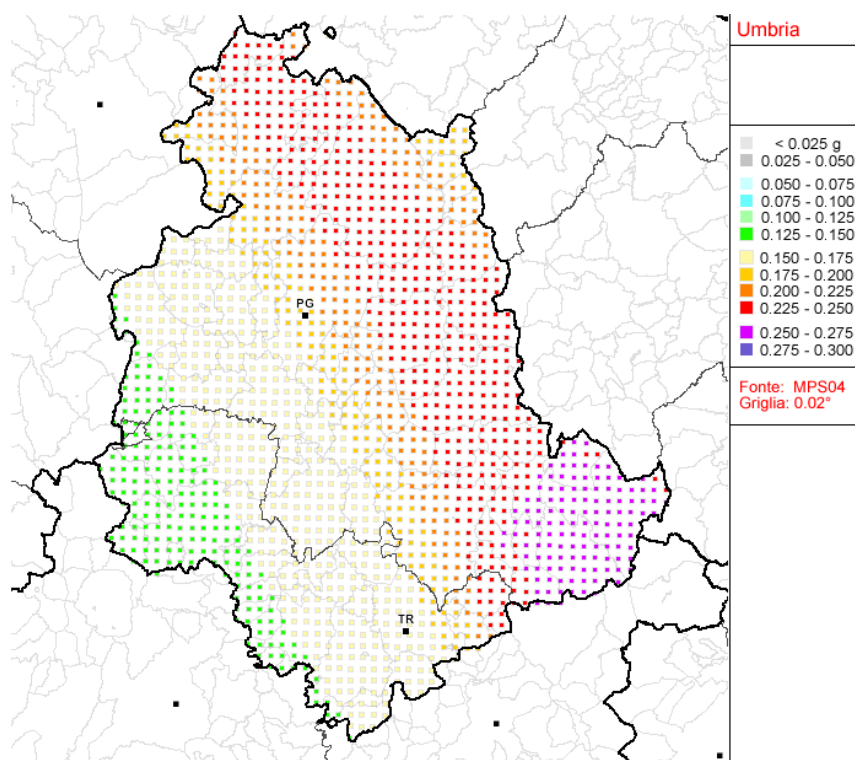 Umbria
< 0.025 g
0.025 - 0.050
0.050 - 0.075
0.075 - 0.100
0.100 - 0.125
0.125 - 0.150
0.150 - 0.175
0.175 - 0.200
0.200 - 0.225
0.225 - 0.250
0.250 - 0.275
0.275 - 0.300
Fonte: MPS04
Griglia: 0.02°
PG
TR